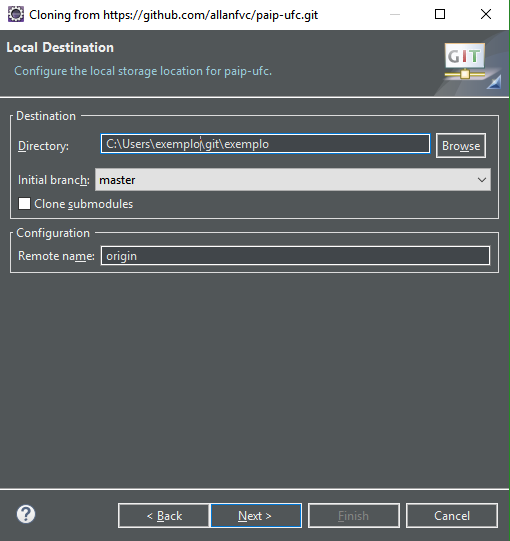 Cloning from https://github.com/allanfvc/paip-ufc.git
Local Destination
Configure the local storage location for paip-ufc.
GIT
Destination
Directory: C:\Users\exemplo\git\exemplo Browse
Initial branch: master
Clone submodules
Configuration
Remote name: origin
? < Back Next > Finish Cancel